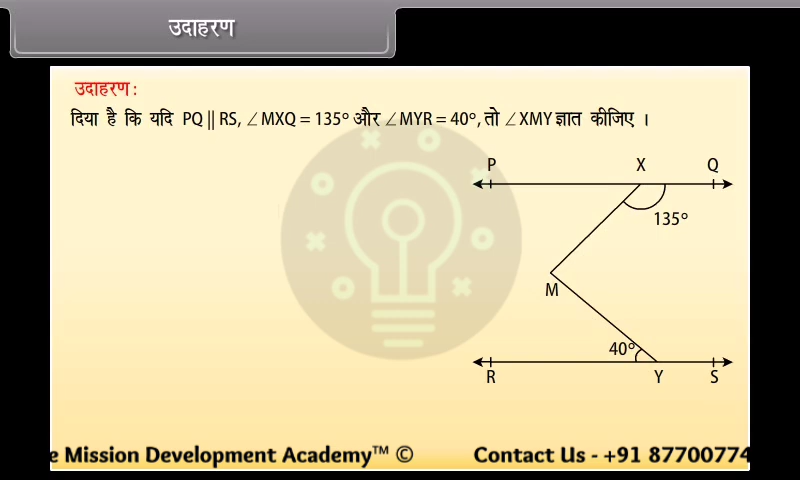 उदाहरण
उदाहरण :
दिया है कि यदि PQ || RS, ∠MXQ = 135° और ∠MYR = 40°, तो ∠XMY ज्ञात कीजिए ।
P X Q
135°
M
40°
R Y S
e Mission Development Academy™ © Contact Us - +91 87700774